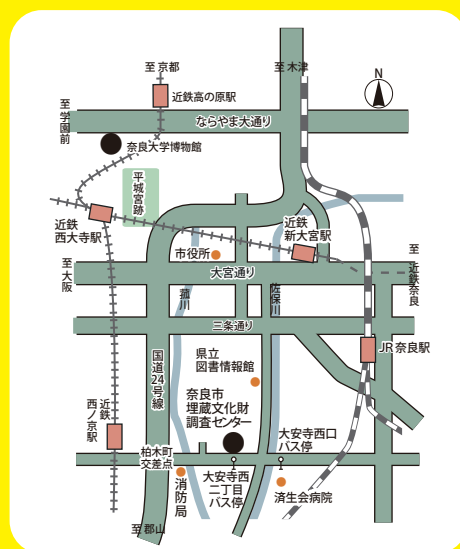 至 京都
至 木津
N
近鉄高の原駅
至 学園前
ならやま大通り
奈良大学博物館
平城宮跡
近鉄
西大寺駅
近鉄
新大宮駅
市役所
至 大阪
大宮通り
至 近鉄奈良
菰川
佐保川
三条通り
国道24号線
県立
図書情報館
JR 奈良駅
奈良市
埋蔵文化財
調査センター
近鉄
西ノ京駅
柏木町
交差点
大安寺西口
バス停
消防局
大安寺西
二丁目
バス停
済生会病院
至 郡山